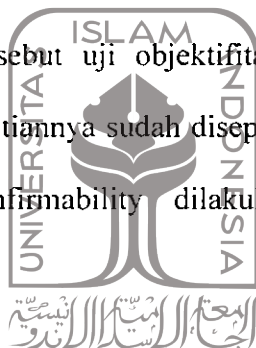 ISLAM
sebut uji objektifita
tiannya sudah disep
nfirmability dilaku
UNIVERSITAS
INDONESIA